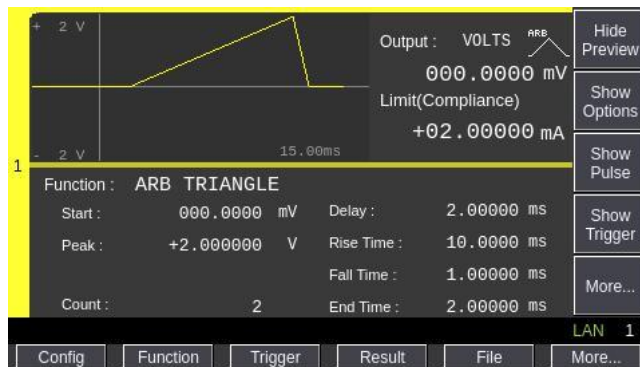 + 2 V
Output : VOLTS ARB
000.0000 mV
Limit(Compliance)
+02.00000 mA
- 2 V
15.00ms
1
Function : ARB TRIANGLE
Start : 000.0000 mV
Delay : 2.00000 ms
Peak : +2.000000 V
Rise Time : 10.0000 ms
Fall Time : 1.00000 ms
Count : 2
End Time : 2.00000 ms
Hide
Preview
Show
Options
Show
Pulse
Show
Trigger
More...
LAN 1
Config Function Trigger Result File More...